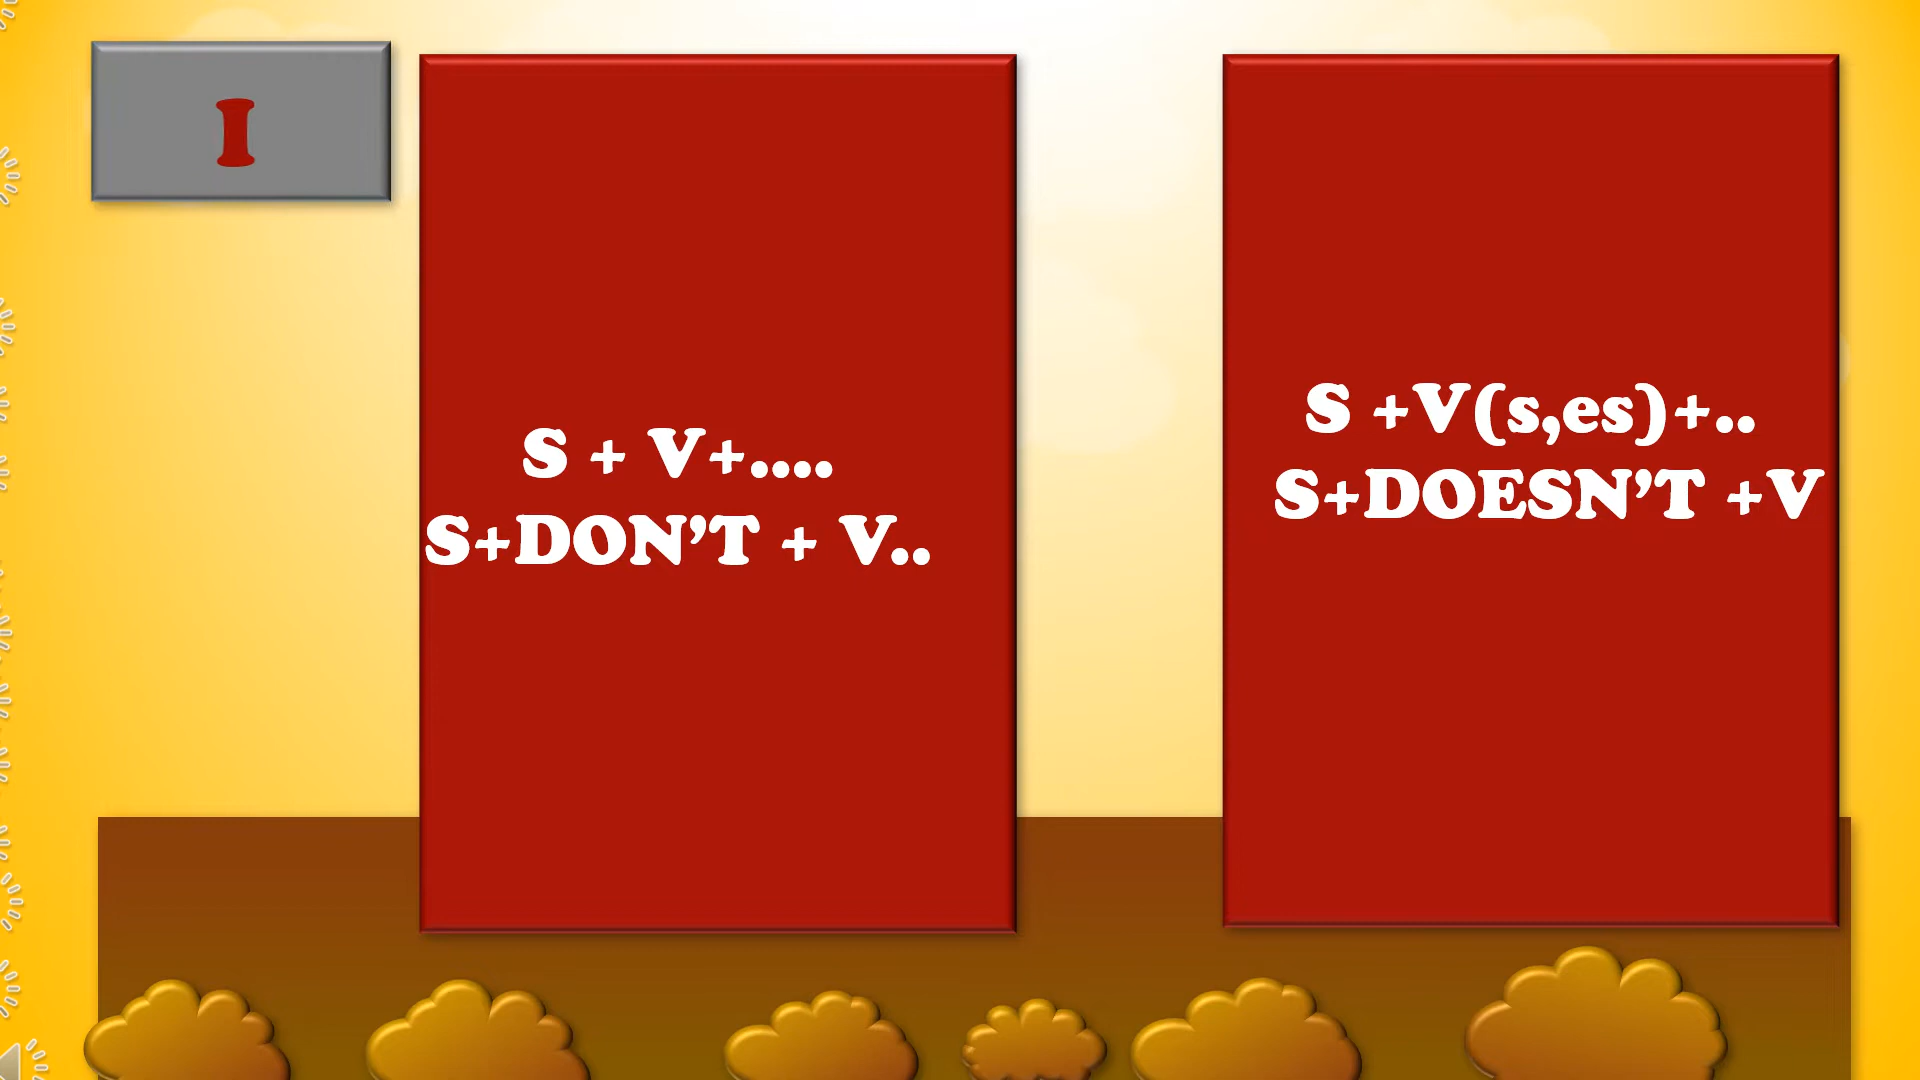 I
S + V+....
S+DON’T + V..
S +V(s,es)+..
S+DOESN’T +V